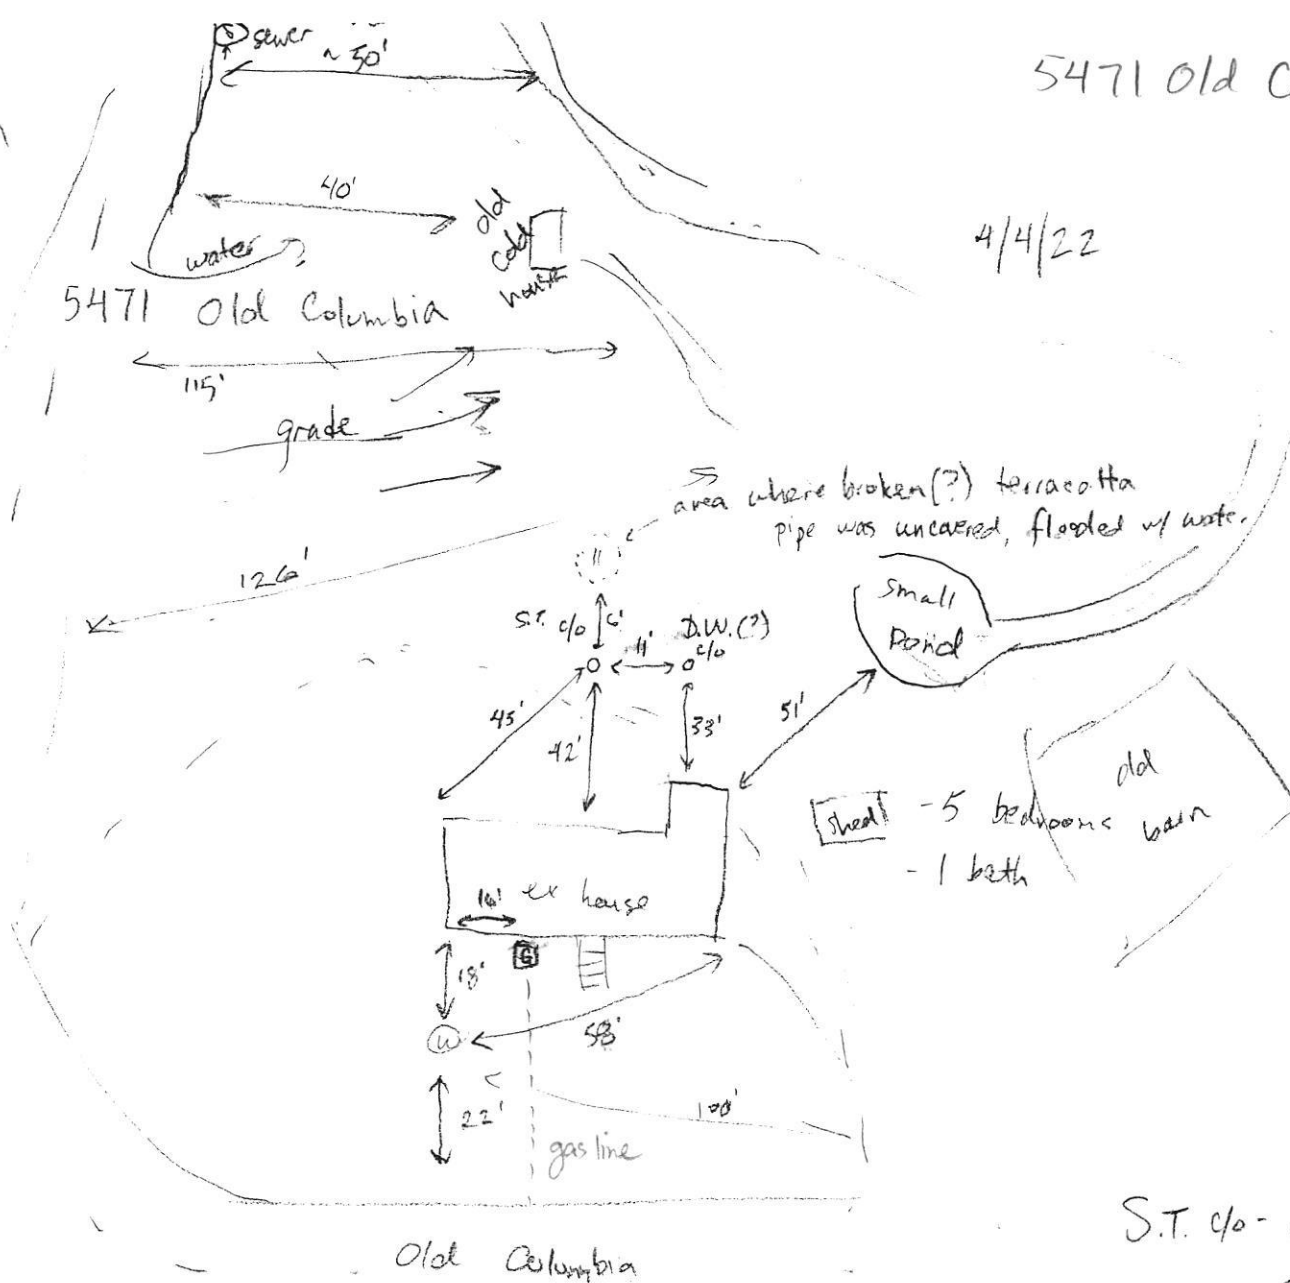 S sewer
~ 50'
5471 Old C
40'
old
cold
house
4/4/22
water ?
5471 Old Columbia
115'
grade
area where broken(?) terracotta
pipe was uncovered, flooded w/ water.
126'
Small
Pond
S.T. c/o 6'
11'
D.W.(?)
c/o
45'
42'
33'
51'
old
barn
shed
-5 bedrooms
-1 bath
16'
ex house
G
18'
W
58'
22'
100'
gas line
S.T. c/o -
Old Columbia